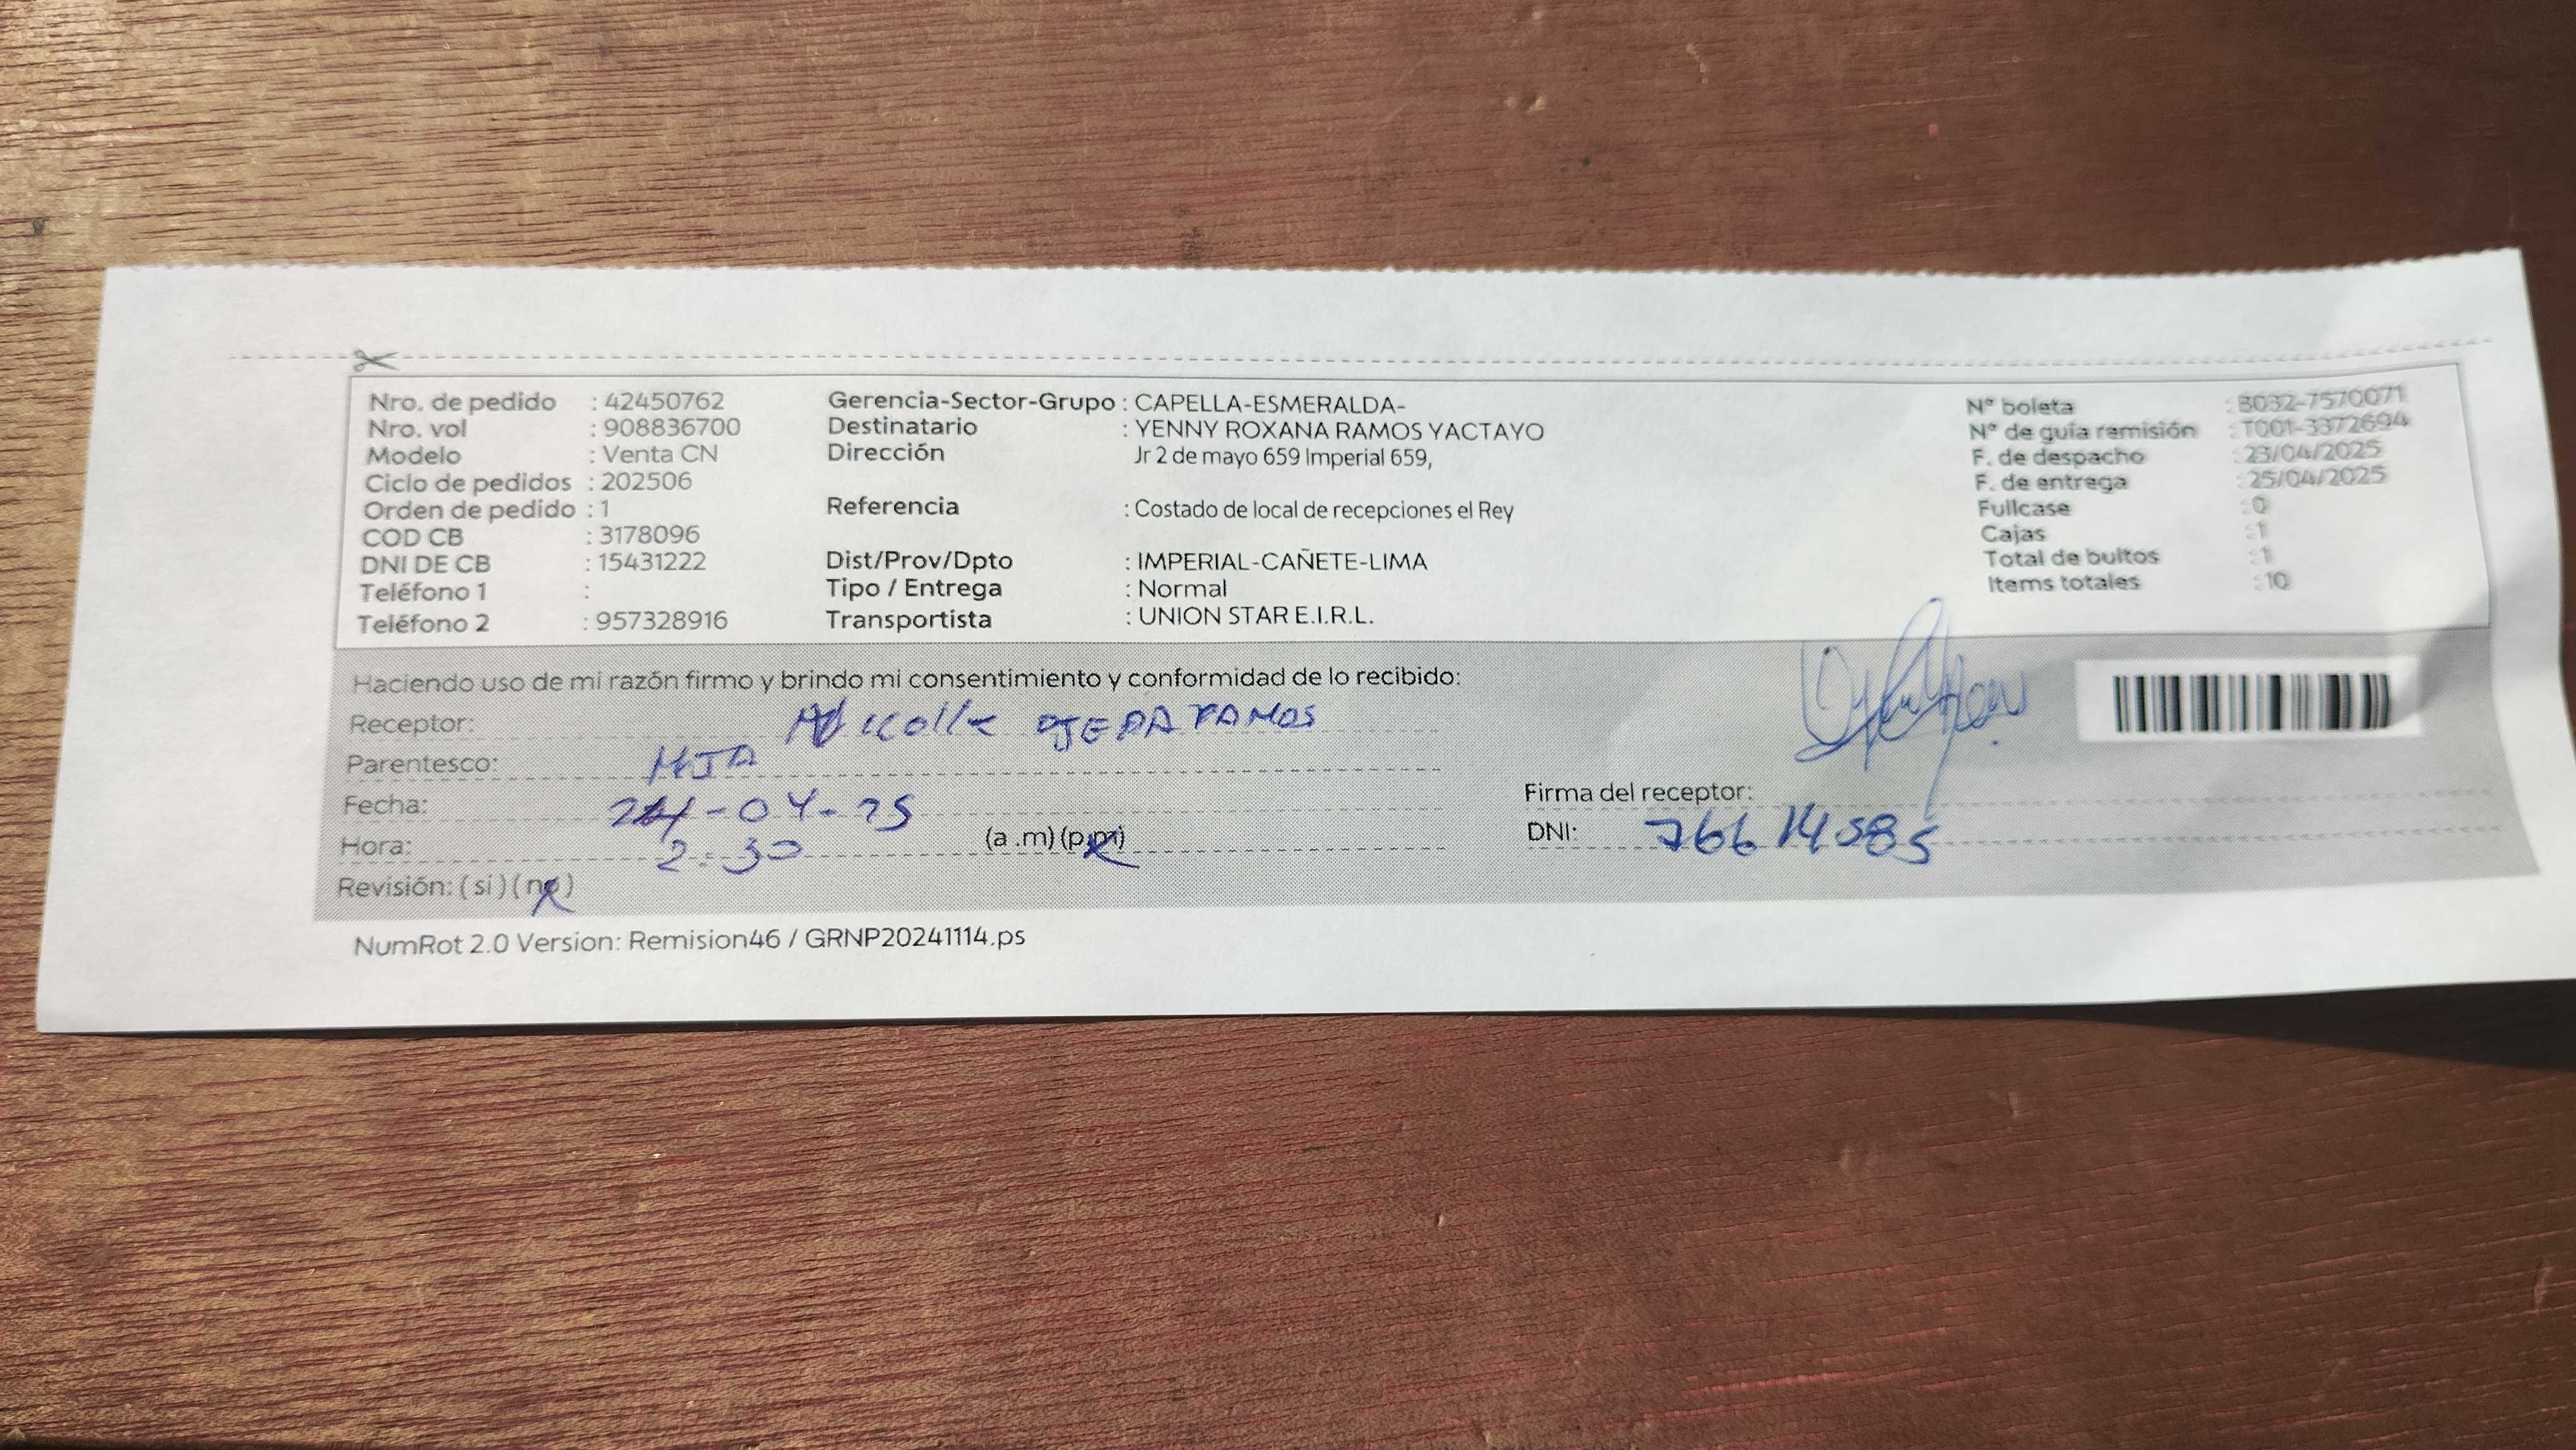 Nro. de pedido : 42450762
Nro. vol : 908836700
Modelo : Venta CN
Ciclo de pedidos : 202506
Orden de pedido : 1
COD CB : 3178096
DNI DE CB : 15431222
Teléfono 1 :
Teléfono 2 : 957328916
Gerencia-Sector-Grupo : CAPELLA-ESMERALDA-
Destinatario : YENNY ROXANA RAMOS YACTAYO
Dirección Jr 2 de mayo 659 Imperial 659,
Referencia : Costado de local de recepciones el Rey
Dist/Prov/Dpto : IMPERIAL-CAÑETE-LIMA
Tipo / Entrega : Normal
Transportista : UNION STAR E.I.R.L.
Nº boleta : B032-7570071
Nº de guía remisión : T001-3372694
F. de despacho : 23/04/2025
F. de entrega : 25/04/2025
Fullcase : 0
Cajas : 1
Total de bultos : 1
Items totales : 10
Haciendo uso de mi razón firmo y brindo mi consentimiento y conformidad de lo recibido:
Receptor: OJEDA RAMOS
Parentesco: HIJA
Fecha: 24-04-25
Hora: 2:30 (a .m) (p.m)
Revisión: ( si ) ( no )
Firma del receptor:
DNI: 76614585
NumRot 2.0 Version: Remision46 / GRNP20241114.ps